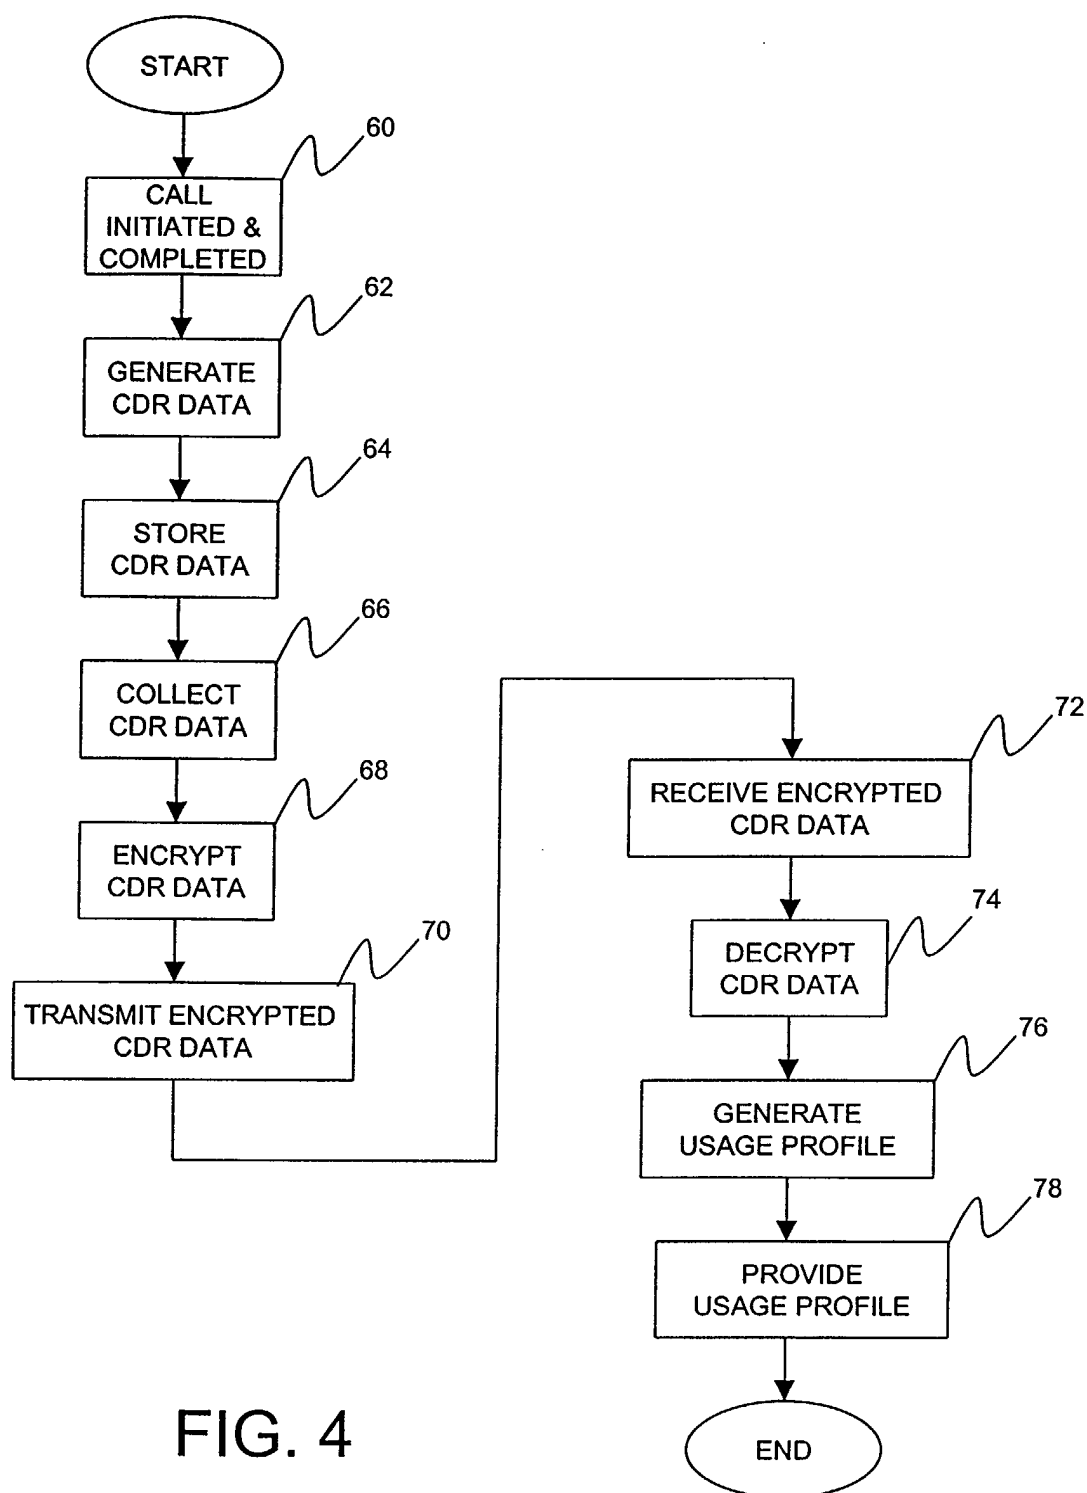 START
60
CALL
INITIATED &
COMPLETED
62
GENERATE
CDR DATA
64
STORE
CDR DATA
66
COLLECT
CDR DATA
68
ENCRYPT
CDR DATA
70
TRANSMIT ENCRYPTED
CDR DATA
72
RECEIVE ENCRYPTED
CDR DATA
74
DECRYPT
CDR DATA
76
GENERATE
USAGE PROFILE
78
PROVIDE
USAGE PROFILE
END
FIG. 4